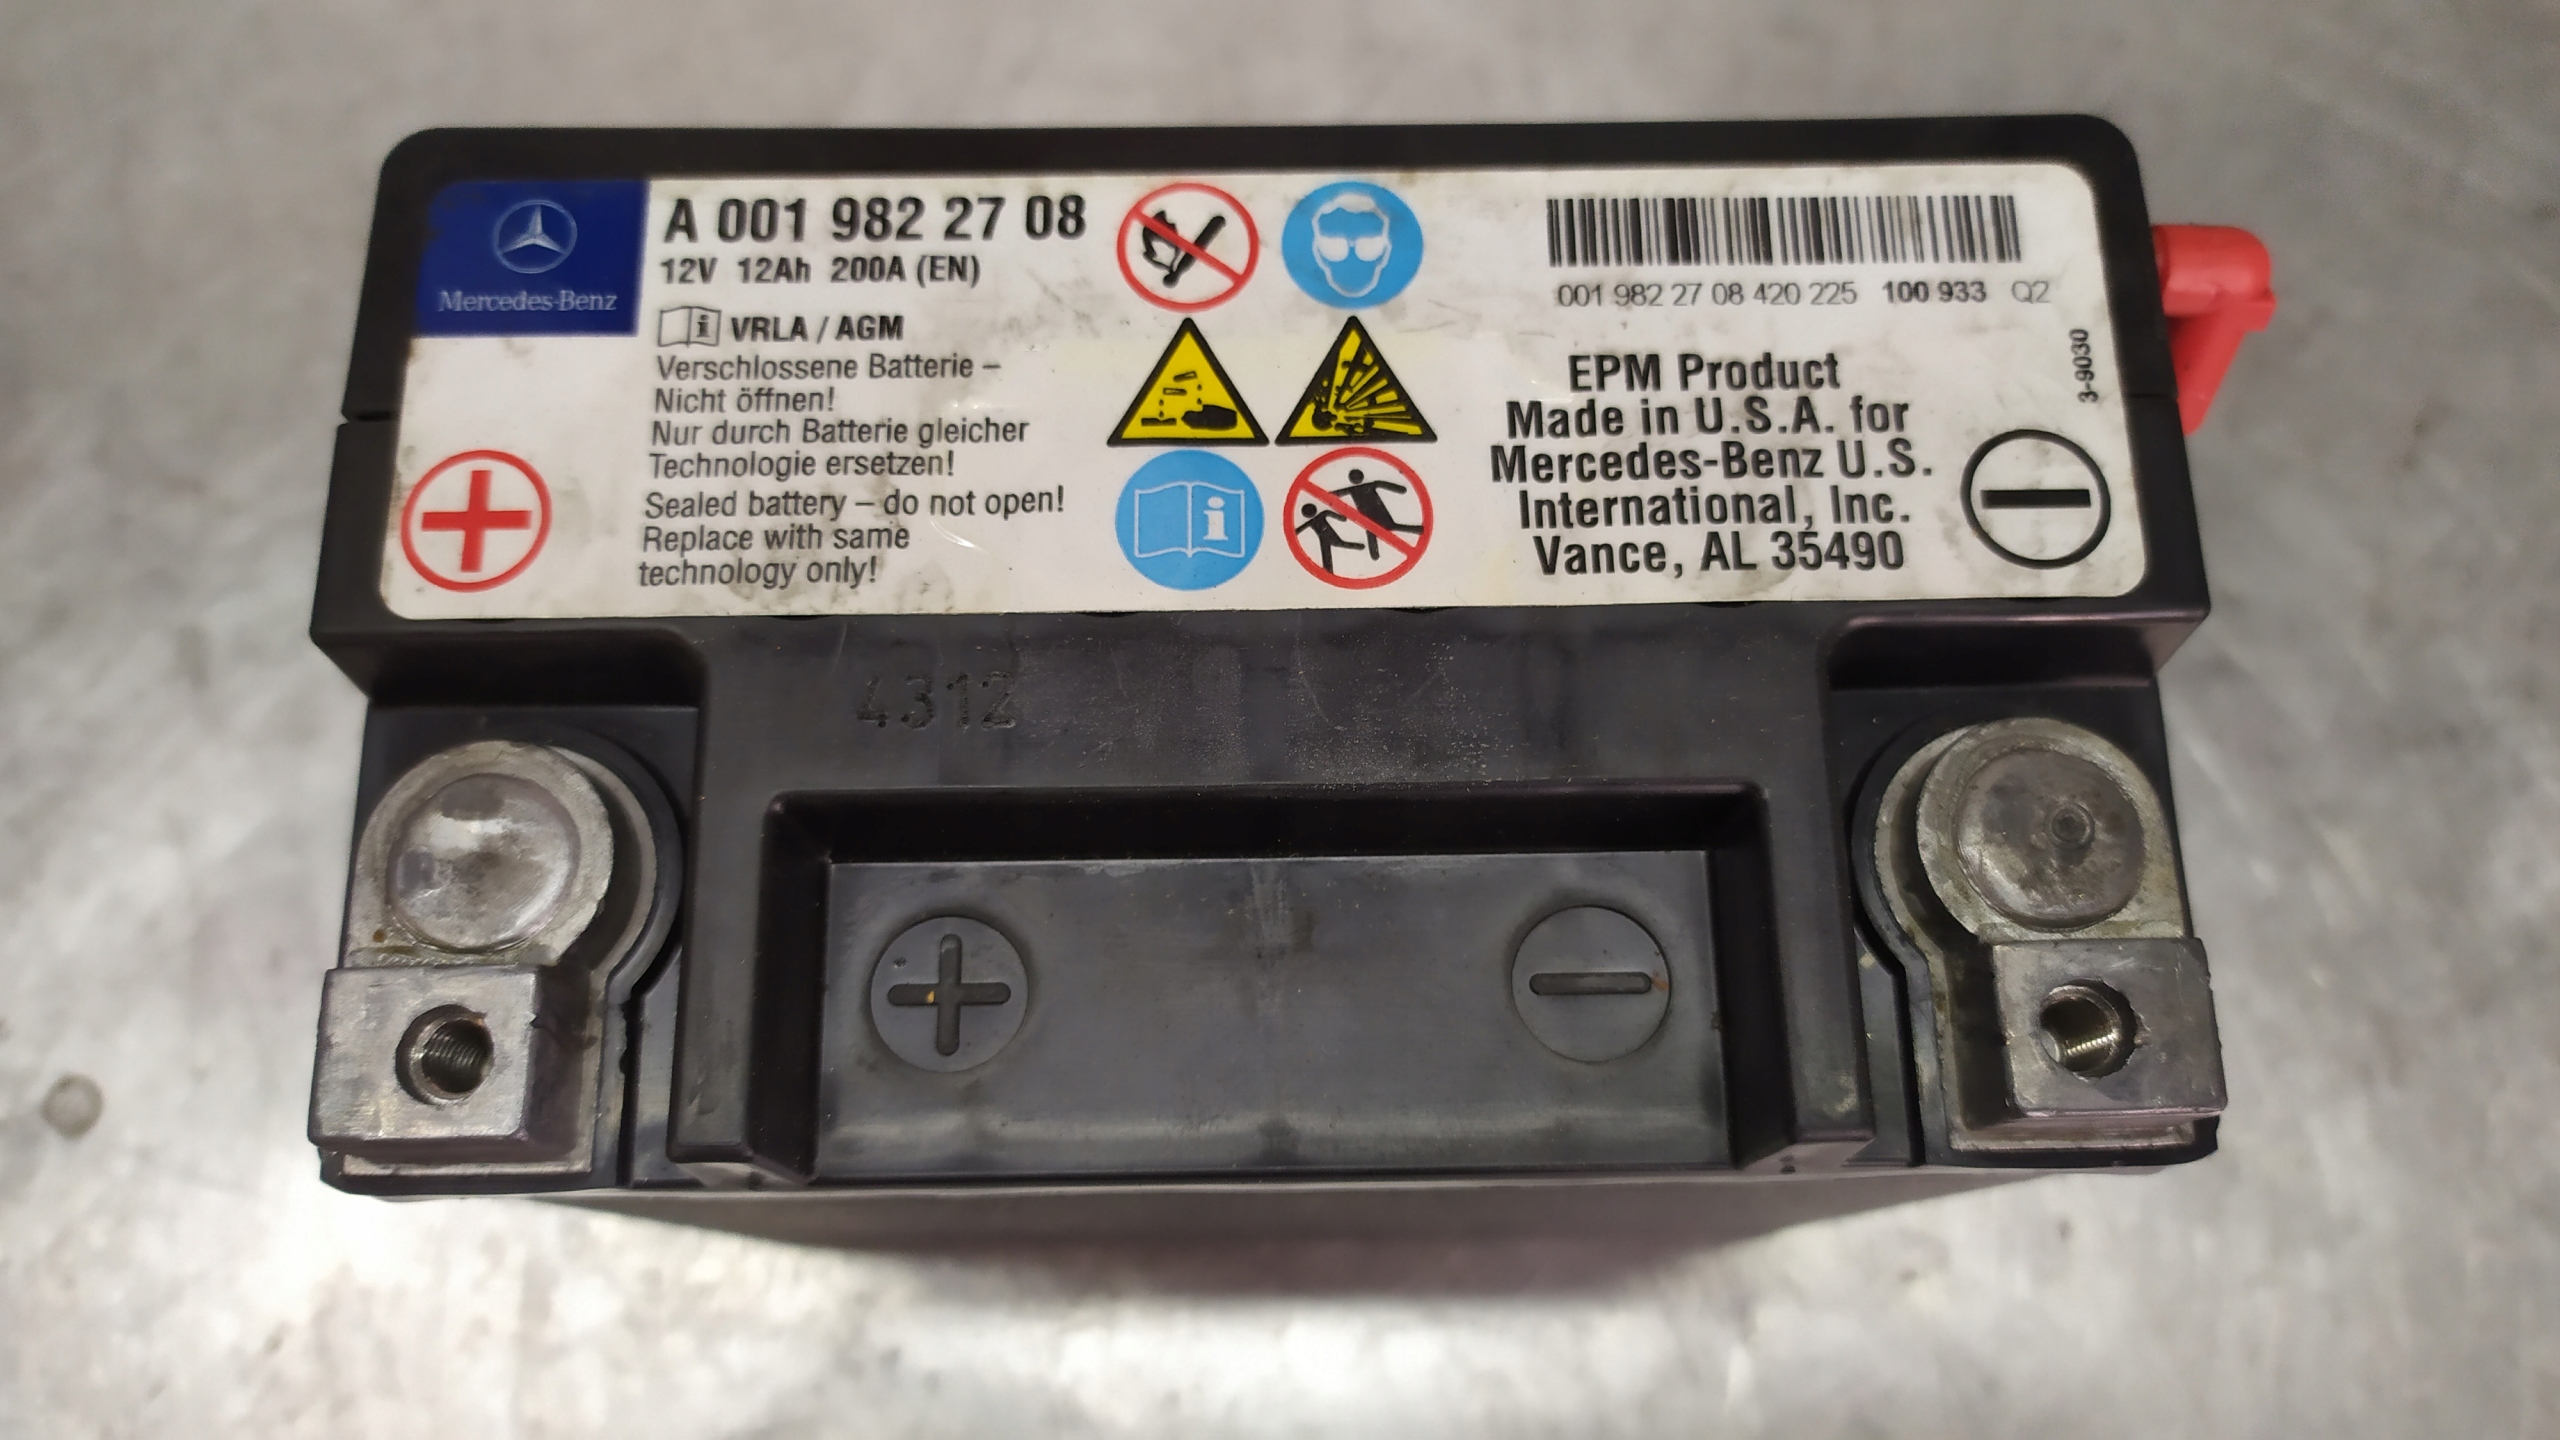 Mercedes-Benz
A 001 982 27 08
12V 12Ah 200A (EN)
i VRLA / AGM
Verschlossene Batterie –
Nicht öffnen!
Nur durch Batterie gleicher
Technologie ersetzen!
Sealed battery – do not open!
Replace with same
technology only!
i
001 982 27 08 420 225 100 933 Q2
EPM Product
Made in U.S.A. for
Mercedes-Benz U.S.
International, Inc.
Vance, AL 35490
3-9030
4312